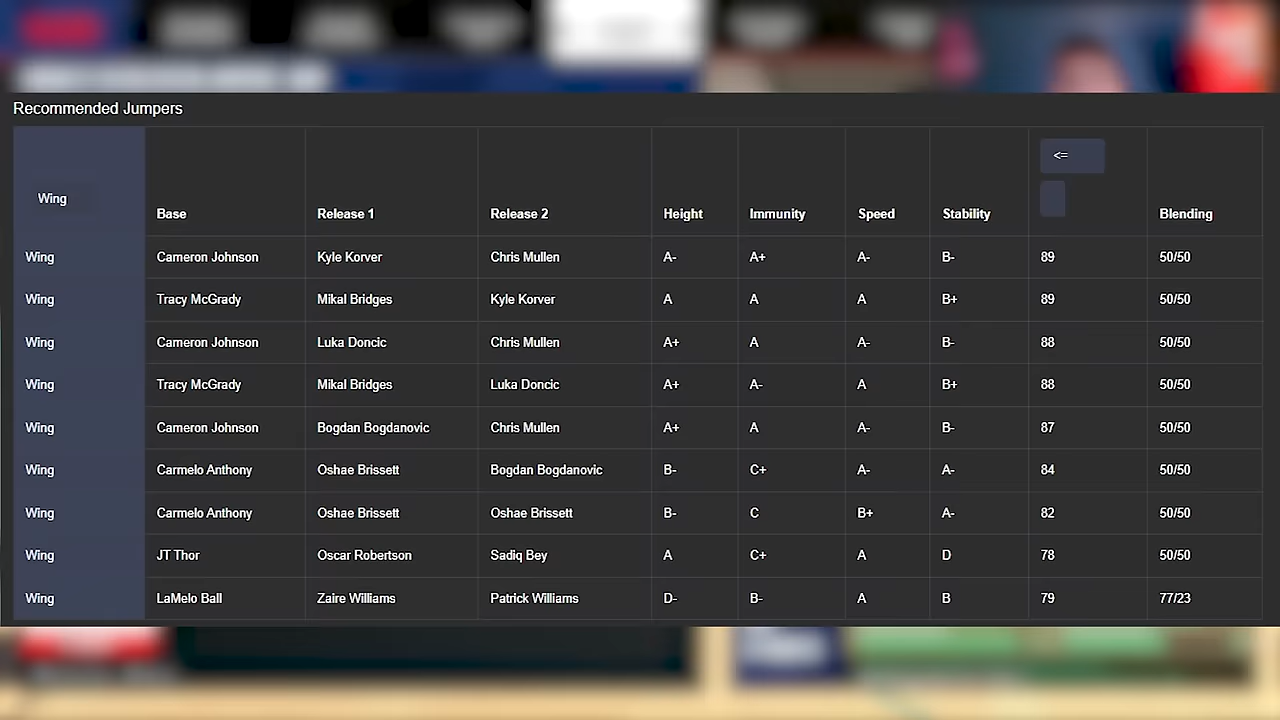 Recommended Jumpers
Wing Base Release 1 Release 2 Height Immunity Speed Stability <= Blending
Wing Cameron Johnson Kyle Korver Chris Mullen A- A+ A- B- 89 50/50
Wing Tracy McGrady Mikal Bridges Kyle Korver A A A B+ 89 50/50
Wing Cameron Johnson Luka Doncic Chris Mullen A+ A A- B- 88 50/50
Wing Tracy McGrady Mikal Bridges Luka Doncic A+ A- A B+ 88 50/50
Wing Cameron Johnson Bogdan Bogdanovic Chris Mullen A+ A A- B- 87 50/50
Wing Carmelo Anthony Oshae Brissett Bogdan Bogdanovic B- C+ A- A- 84 50/50
Wing Carmelo Anthony Oshae Brissett Oshae Brissett B- C B+ A- 82 50/50
Wing JT Thor Oscar Robertson Sadiq Bey A C+ A D 78 50/50
Wing LaMelo Ball Zaire Williams Patrick Williams D- B- A B 79 77/23